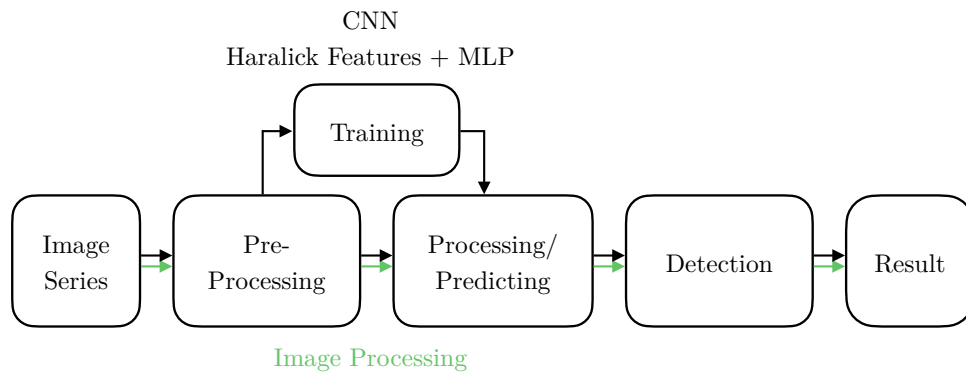 CNN
Haralick Features + MLP
Training
Image
Series
Pre-
Processing
Processing/
Predicting
Detection
Result
Image Processing